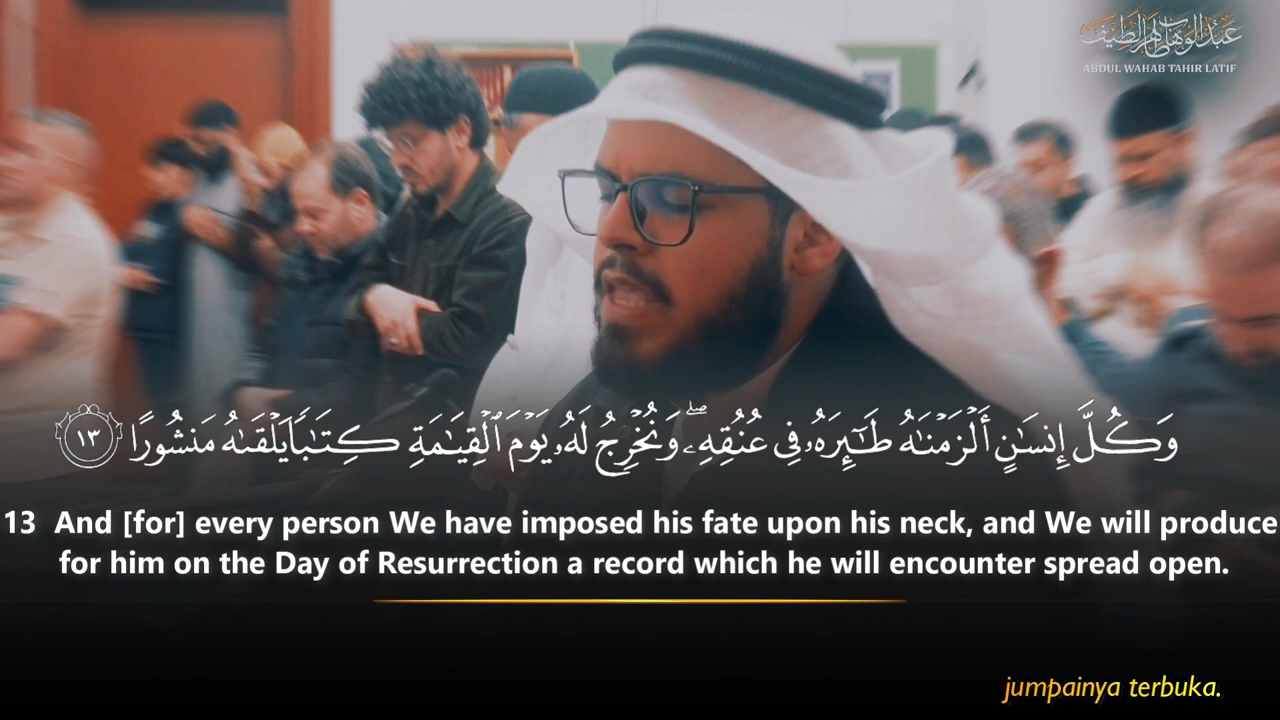 عبد الوهاب طاهر لطيف
ABDUL WAHAB TAHIR LATIF
وَكُلَّ إِنسَـٰنٍ أَلْزَمْنَـٰهُ طَـٰٓئِرَهُۥ فِى عُنُقِهِۦ ۖ وَنُخْرِجُ لَهُۥ يَوْمَ ٱلْقِيَـٰمَةِ كِتَـٰبًا يَلْقَىٰهُ مَنشُورًا ١٣
13 And [for] every person We have imposed his fate upon his neck, and We will produce
for him on the Day of Resurrection a record which he will encounter spread open.
jumpainya terbuka.